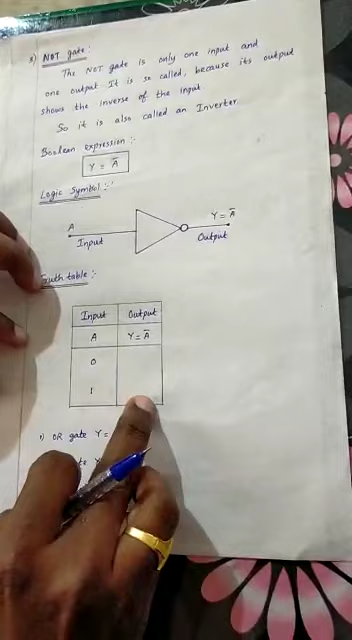 3) NOT gate :
The NOT gate is only one input and
one output. It is so called, because its output
shows the inverse of the input
So it is also called an Inverter.
Boolean expression :-
Y = A̅
Logic Symbol :-
A Y = A̅
Input Output
Truth table :-
Input Output
A Y = A̅
0
1
1) OR gate Y =